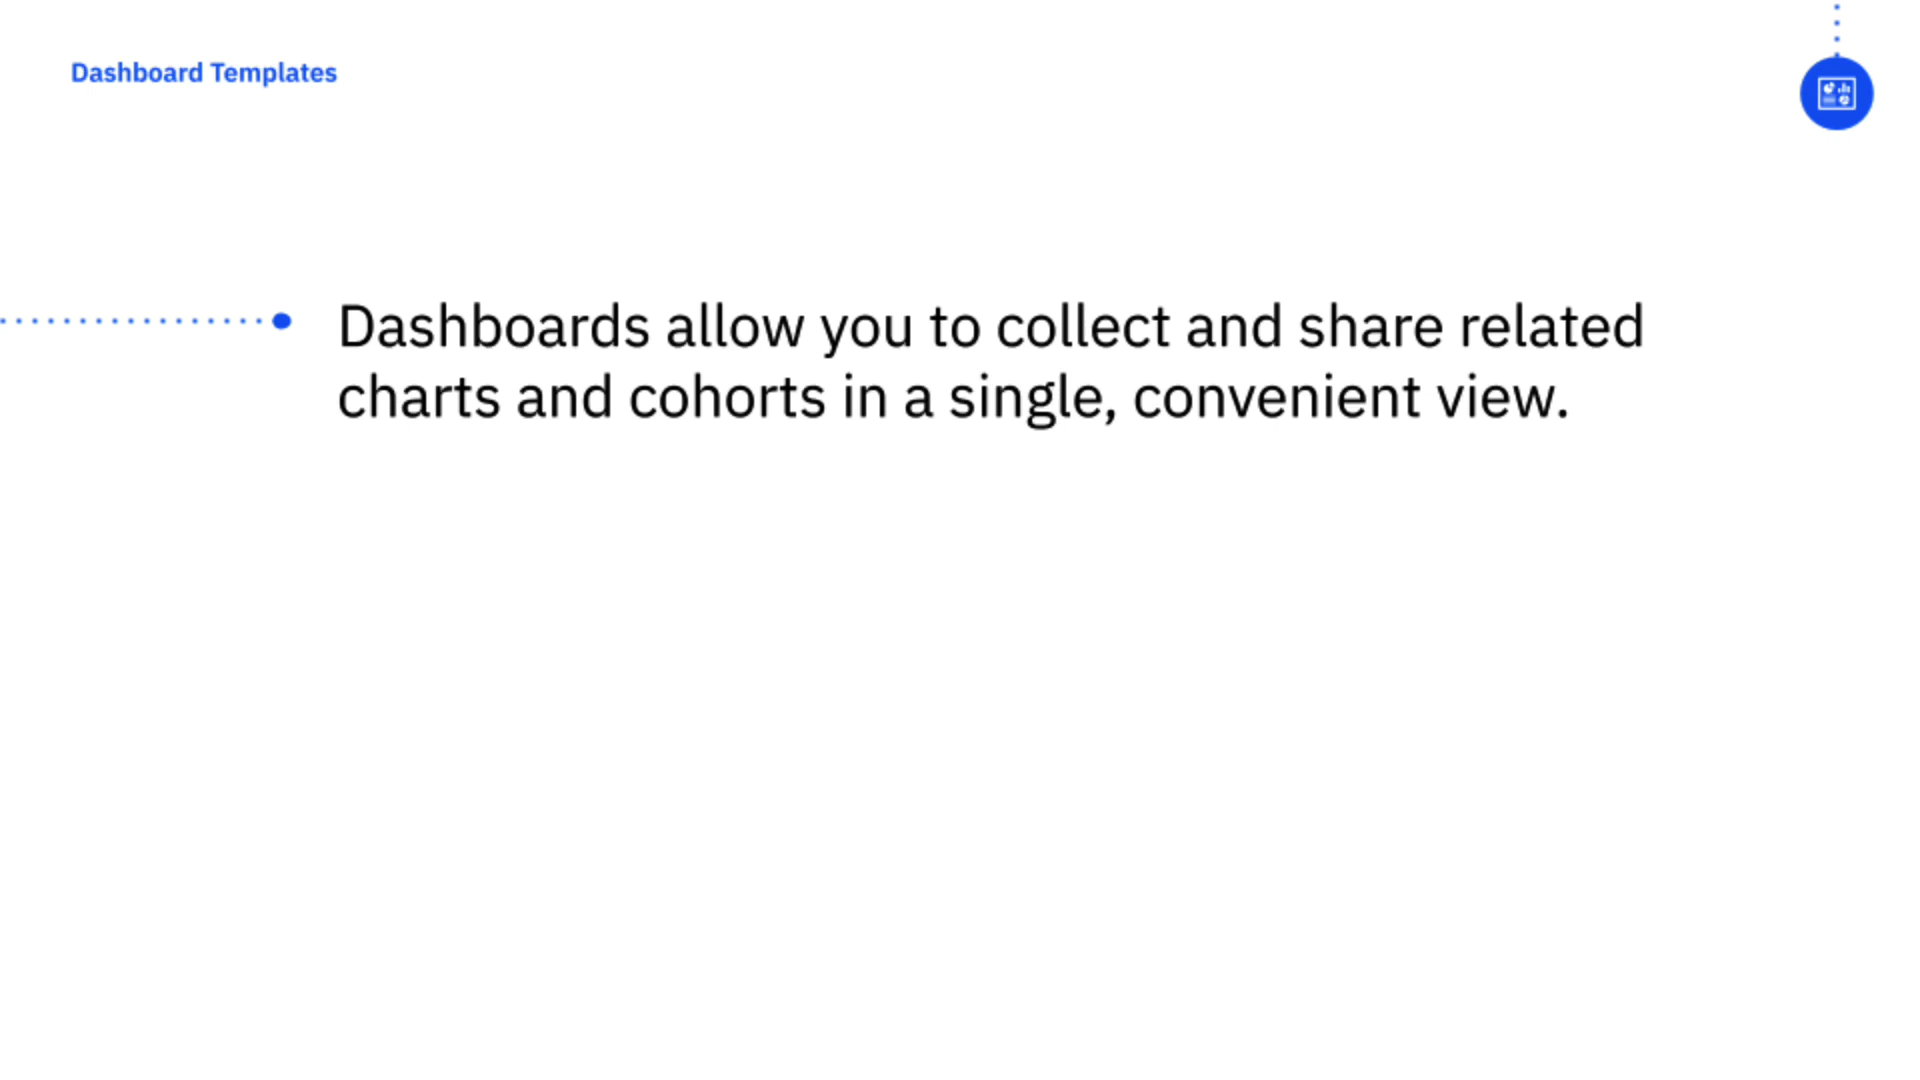 Dashboard Templates
Dashboards allow you to collect and share related
charts and cohorts in a single, convenient view.